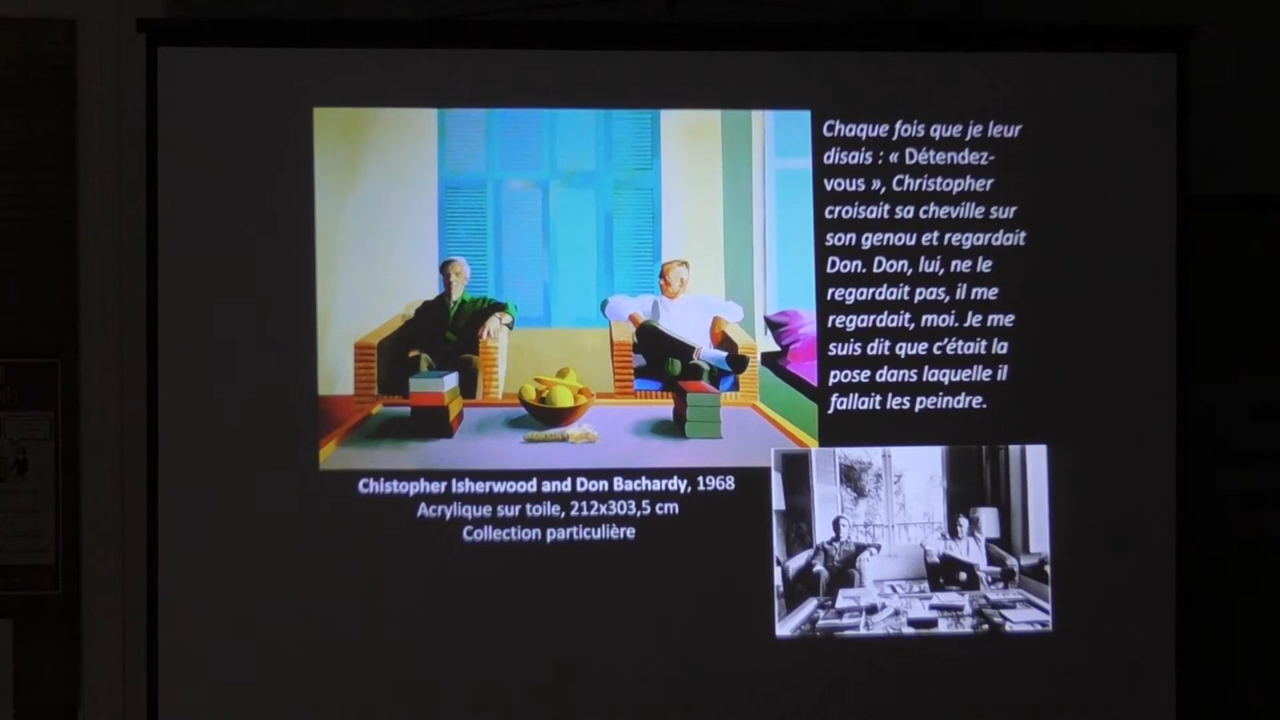 Chaque fois que je leur
disais : « Détendez-
vous », Christopher
croisait sa cheville sur
son genou et regardait
Don. Don, lui, ne le
regardait pas, il me
regardait, moi. Je me
suis dit que c'était la
pose dans laquelle il
fallait les peindre.
Chistopher Isherwood and Don Bachardy, 1968
Acrylique sur toile, 212x303,5 cm
Collection particulière